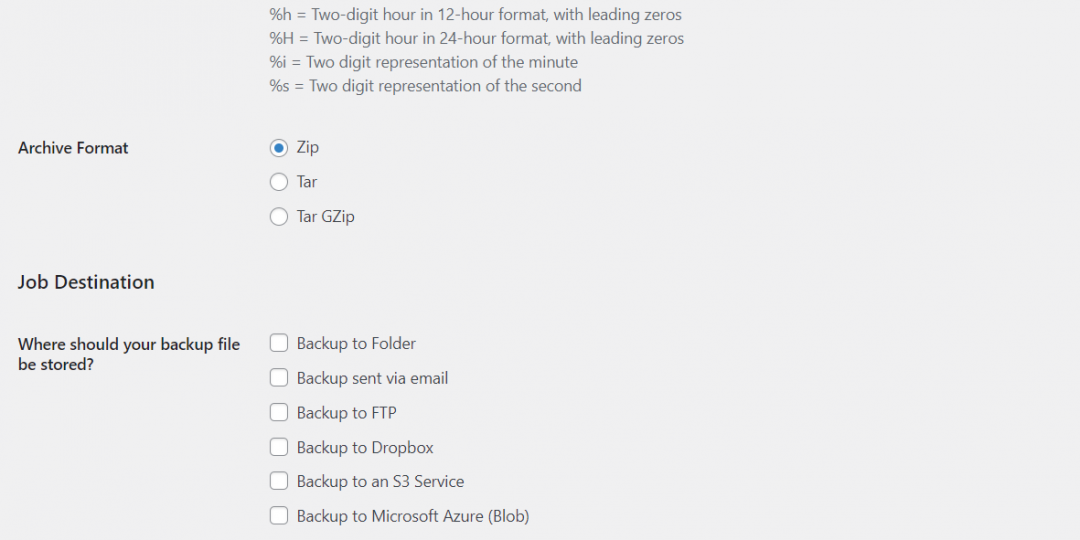 %h = Two-digit hour in 12-hour format, with leading zeros
%H = Two-digit hour in 24-hour format, with leading zeros
%i = Two digit representation of the minute
%s = Two digit representation of the second
Archive Format
Zip
Tar
Tar GZip
Job Destination
Where should your backup file
be stored?
Backup to Folder
Backup sent via email
Backup to FTP
Backup to Dropbox
Backup to an S3 Service
Backup to Microsoft Azure (Blob)